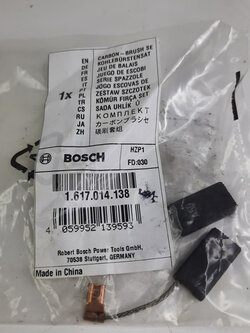 CARBON-BRUSH SE
EN
DE KOHLEBÜRSTENSAT
FR JEU DE BALAIS
ES JUEGO DE ESCOBI
IT SERIE SPAZZOLE
PT JOGO ESCOVAS DE
1x
PL ZESTAW SZCZOTEK
TR KÖMÜR FIRÇA SET
CS SADA UHLÍK Ů
RU КОМПЛЕКТ
JA カーボンブラシセ
ZH 碳刷套组
BOSCH
HZP1
FD:030
1.617.014.138
4 059952 139593
Robert Bosch Power Tools GmbH,
70538 Stuttgart, GERMANY
Made in China